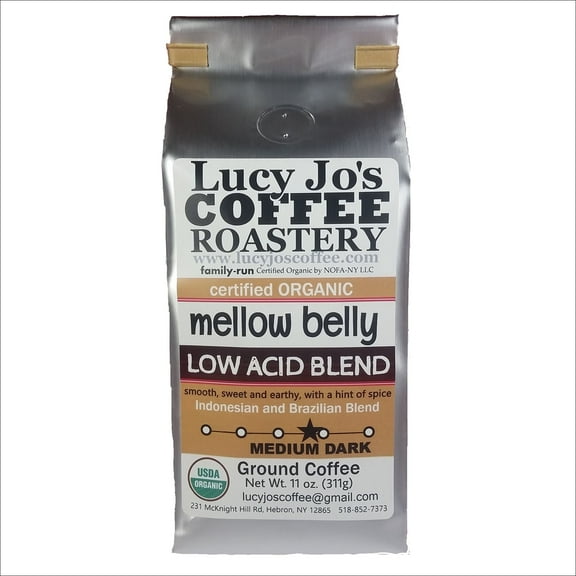 Lucy Jo's
COFFEE
ROASTERY
www.lucyjoscoffee.com
family-run Certified Organic by NOFA-NY LLC
certified ORGANIC
mellow belly
LOW ACID BLEND
smooth, sweet and earthy, with a hint of spice
Indonesian and Brazilian Blend
MEDIUM DARK
USDA
ORGANIC
Ground Coffee
Net Wt. 11 oz. (311g)
lucyjoscoffee@gmail.com
231 McKnight Hill Rd, Hebron, NY 12865 518-852-7373